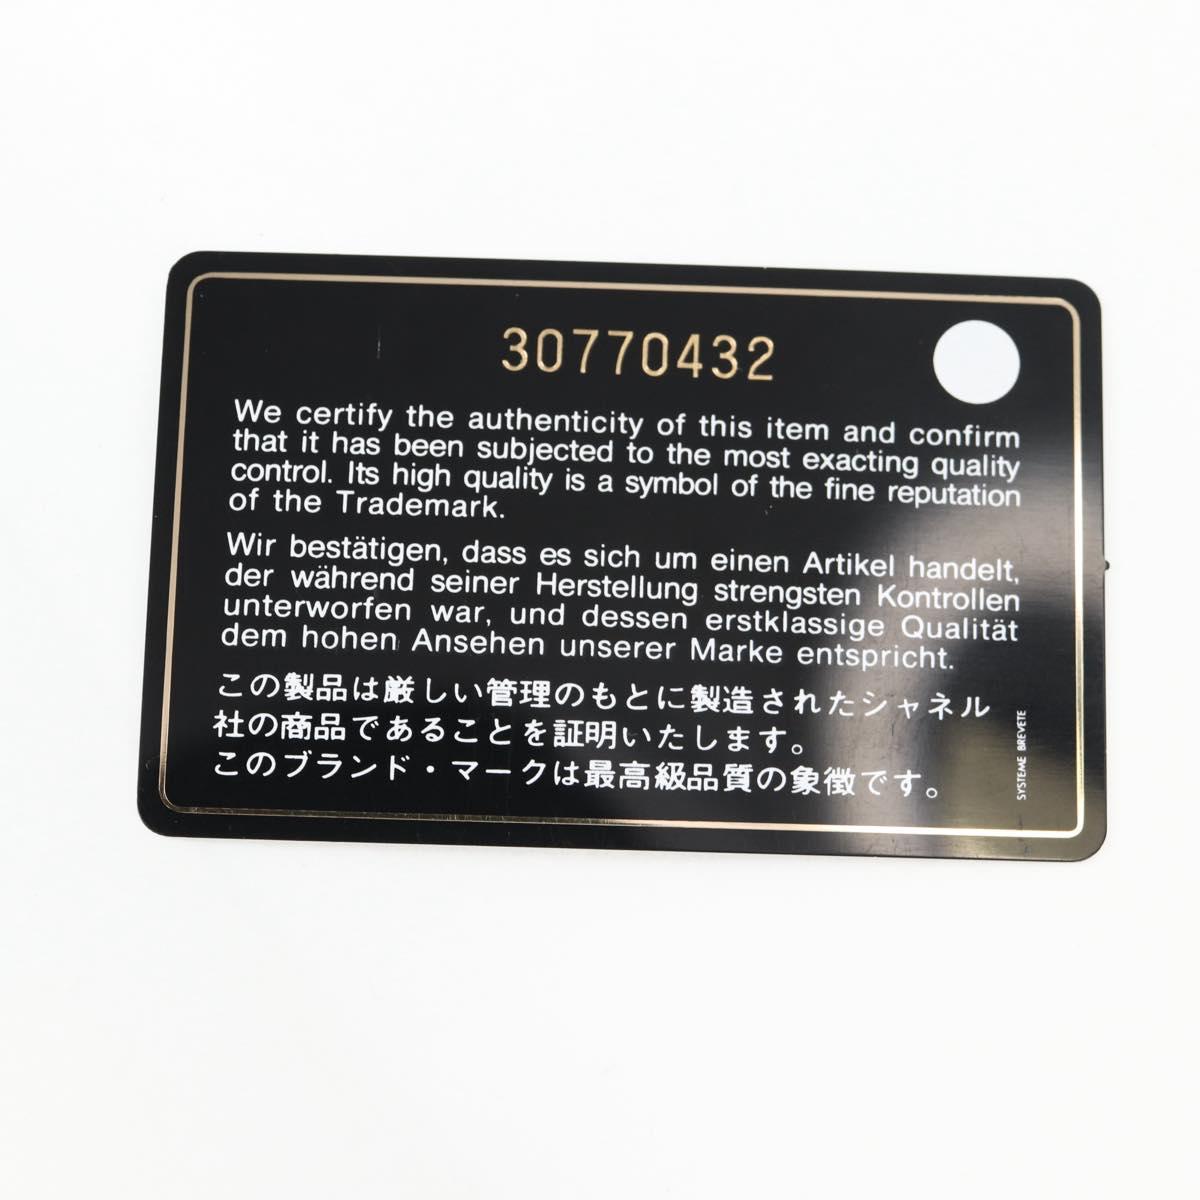 30770432
We certify the authenticity of this item and confirm
that it has been subjected to the most exacting quality
control. Its high quality is a symbol of the fine reputation
of the Trademark.
Wir bestätigen, dass es sich um einen Artikel handelt,
der während seiner Herstellung strengsten Kontrollen
unterworfen war, und dessen erstklassige Qualität
dem hohen Ansehen unserer Marke entspricht.
この製品は厳しい管理のもとに製造されたシャネル
社の商品であることを証明いたします。
このブランド・マークは最高級品質の象徴です。
SYSTEME BREVETE